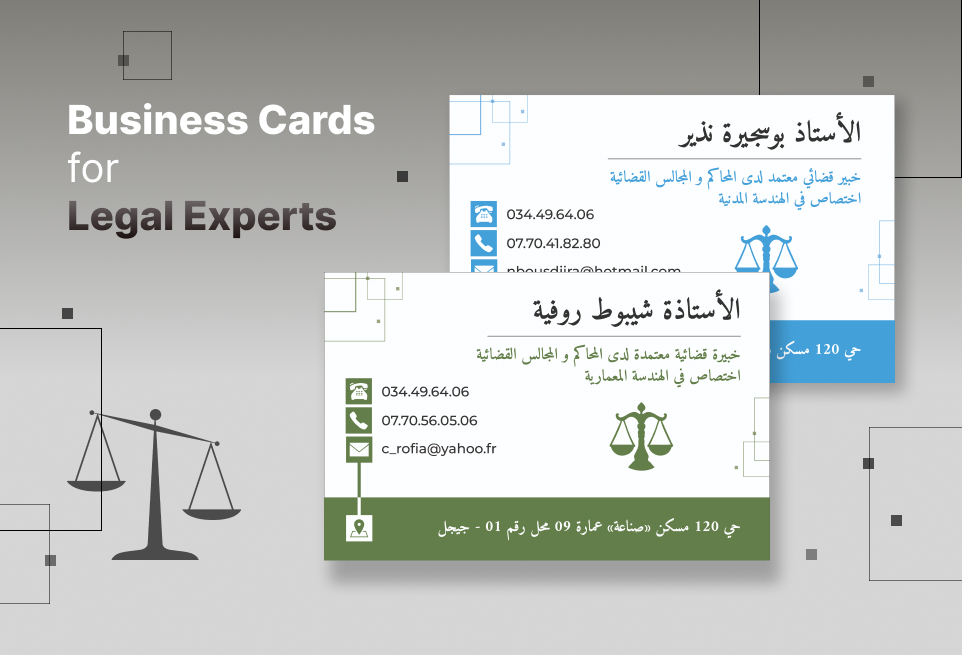 Business Cards
for
Legal Experts
الأستاذ بوسجيرة نذير
خبير قضائي معتمد لدى المحاكم و المجالس القضائية
اختصاص في الهندسة المدنية
034.49.64.06
07.70.41.82.80
nbousdjira@hotmail.com
حي 120 مسكن
الأستاذة شيبوط روفية
خبيرة قضائية معتمدة لدى المحاكم و المجالس القضائية
اختصاص في الهندسة المعمارية
034.49.64.06
07.70.56.05.06
c_rofia@yahoo.fr
حي 120 مسكن «صناعة» عمارة 09 محل رقم 01 - جيجل